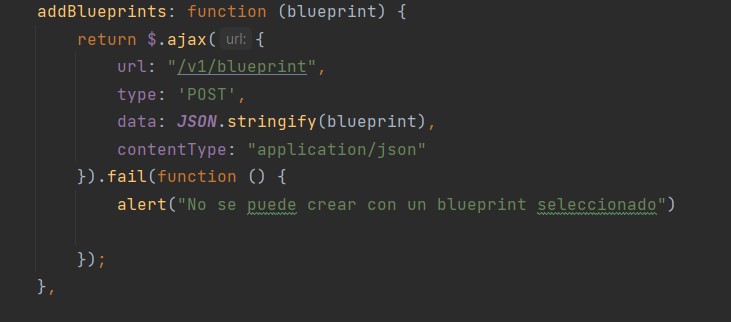 addBlueprints: function (blueprint) {
return $.ajax( url: {
url: "/v1/blueprint",
type: 'POST',
data: JSON.stringify(blueprint),
contentType: "application/json"
}).fail(function () {
alert("No se puede crear con un blueprint seleccionado")
});
},